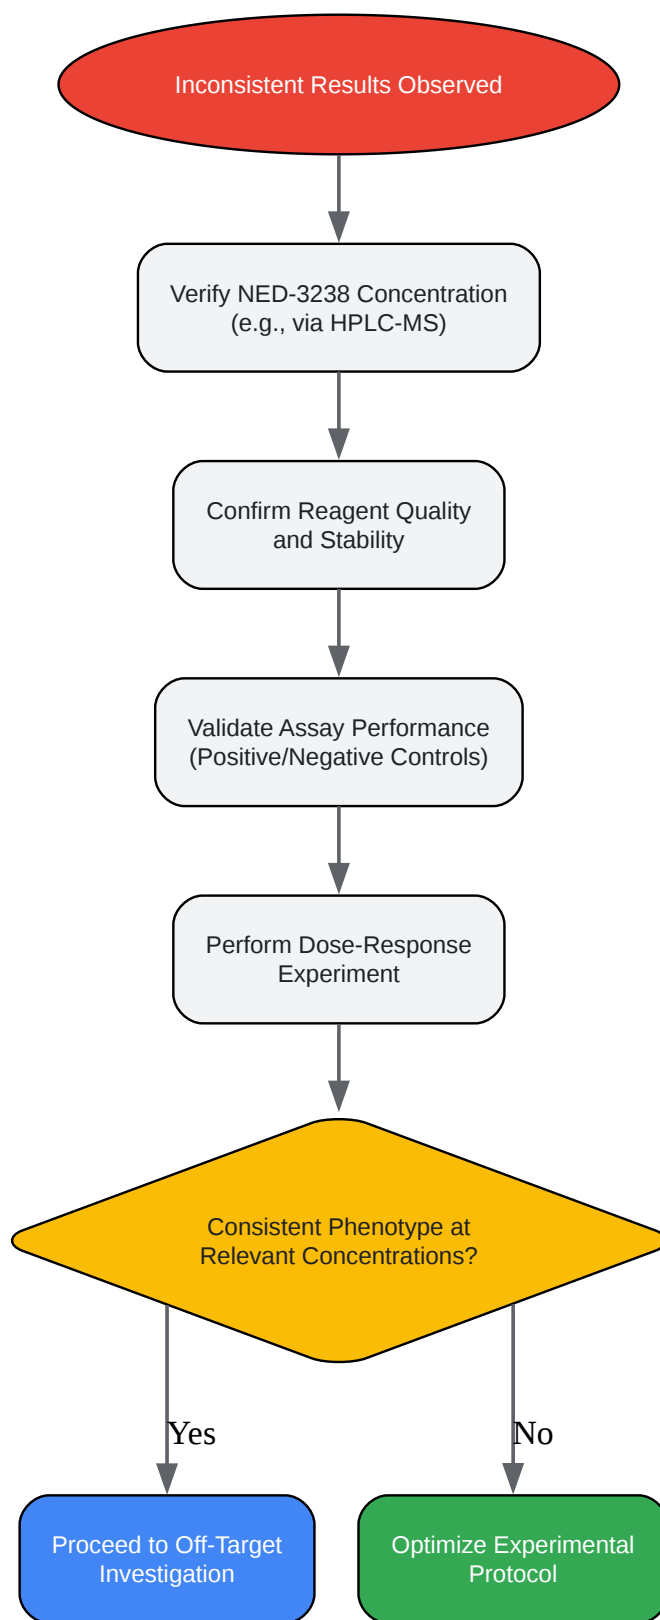 Inconsistent Results Observed
Verify NED-3238 Concentration
(e.g., via HPLC-MS)
Confirm Reagent Quality
and Stability
Validate Assay Performance
(Positive/Negative Controls)
Perform Dose-Response
Experiment
Consistent Phenotype at
Relevant Concentrations?
Yes
No
Proceed to Off-Target
Investigation
Optimize Experimental
Protocol